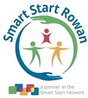 Smart Start Rowan
a partner in the
Smart Start network